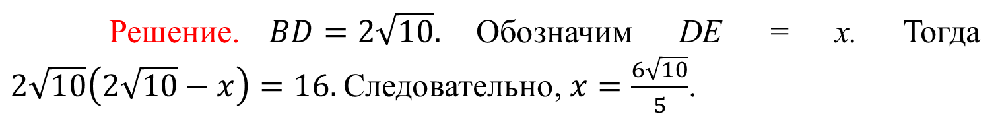 Решение. BD = 2√10. Обозначим DE = x. Тогда
2√10(2√10 − x) = 16. Следовательно, x = 6√10/5.